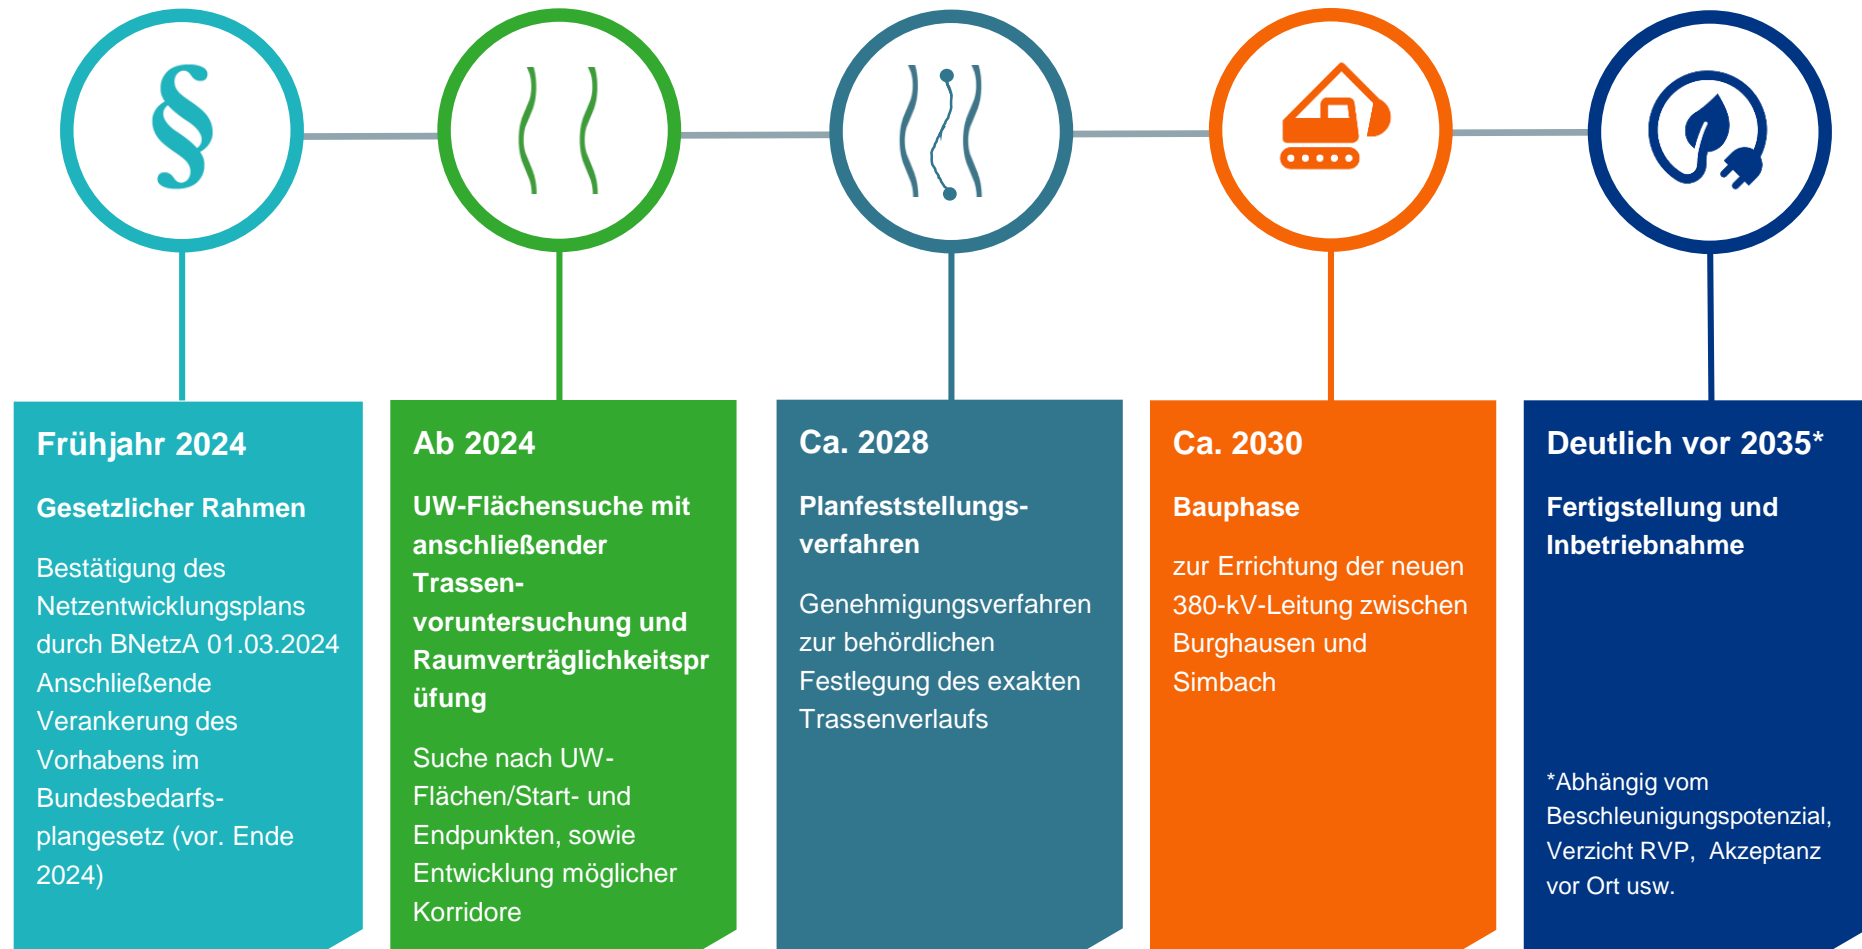 §
Frühjahr 2024
Gesetzlicher Rahmen
Bestätigung des
Netzentwicklungsplans
durch BNetzA 01.03.2024
Anschließende
Verankerung des
Vorhabens im
Bundesbedarfs-
plangesetz (vor. Ende
2024)
Ab 2024
UW-Flächensuche mit
anschließender
Trassen-
voruntersuchung und
Raumverträglichkeitspr
üfung
Suche nach UW-
Flächen/Start- und
Endpunkten, sowie
Entwicklung möglicher
Korridore
Ca. 2028
Planfeststellungs-
verfahren
Genehmigungsverfahren
zur behördlichen
Festlegung des exakten
Trassenverlaufs
Ca. 2030
Bauphase
zur Errichtung der neuen
380-kV-Leitung zwischen
Burghausen und
Simbach
Deutlich vor 2035*
Fertigstellung und
Inbetriebnahme
*Abhängig vom
Beschleunigungspotenzial,
Verzicht RVP, Akzeptanz
vor Ort usw.